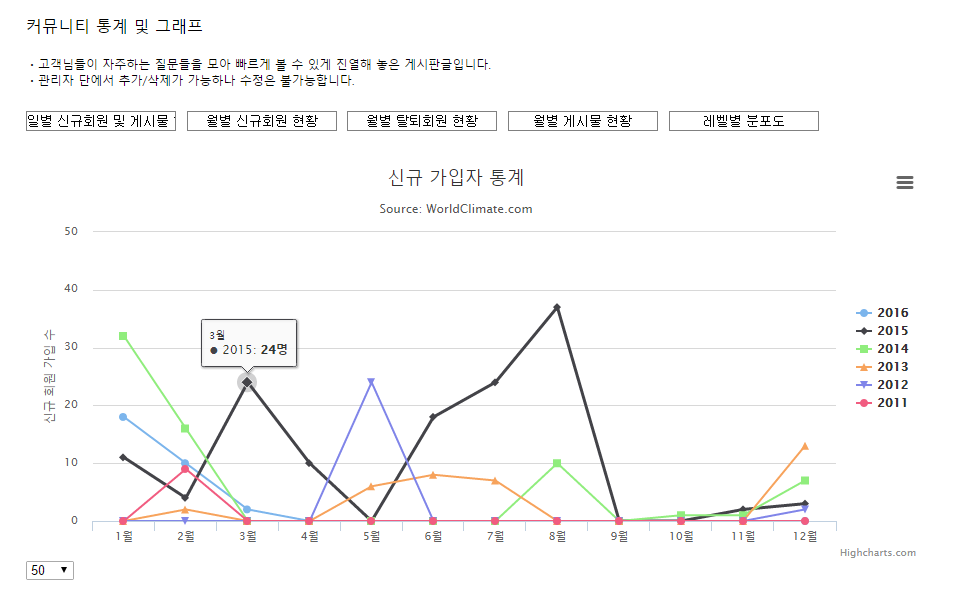 커뮤니티 통계 및 그래프
· 고객님들이 자주하는 질문들을 모아 빠르게 볼 수 있게 진열해 놓은 게시판글입니다.
· 관리자 단에서 추가/삭제가 가능하나 수정은 불가능합니다.
일별 신규회원 및 게시물 월별 신규회원 현황 월별 탈퇴회원 현황 월별 게시물 현황 레벨별 분포도
신규 가입자 통계
Source: WorldClimate.com
신규 회원 가입 수
50
40
30
20
10
0
3월
● 2015: 24명
2016
2015
2014
2013
2012
2011
1월 2월 3월 4월 5월 6월 7월 8월 9월 10월 11월 12월
Highcharts.com
50